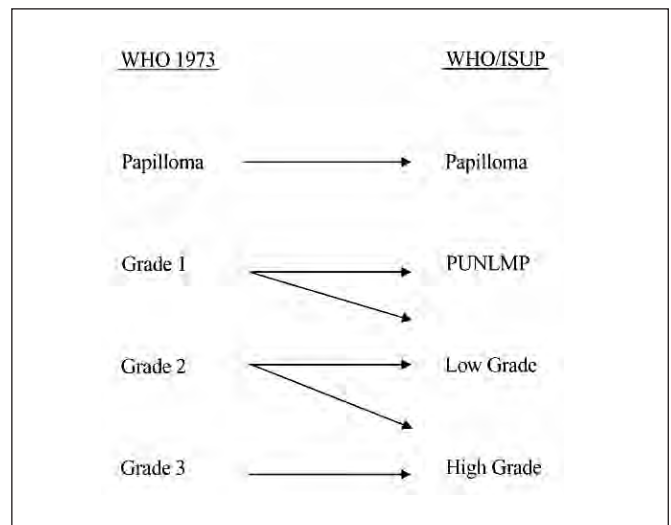 WHO 1973 WHO/ISUP
Papilloma Papilloma
Grade 1 PUNLMP
Grade 2 Low Grade
Grade 3 High Grade